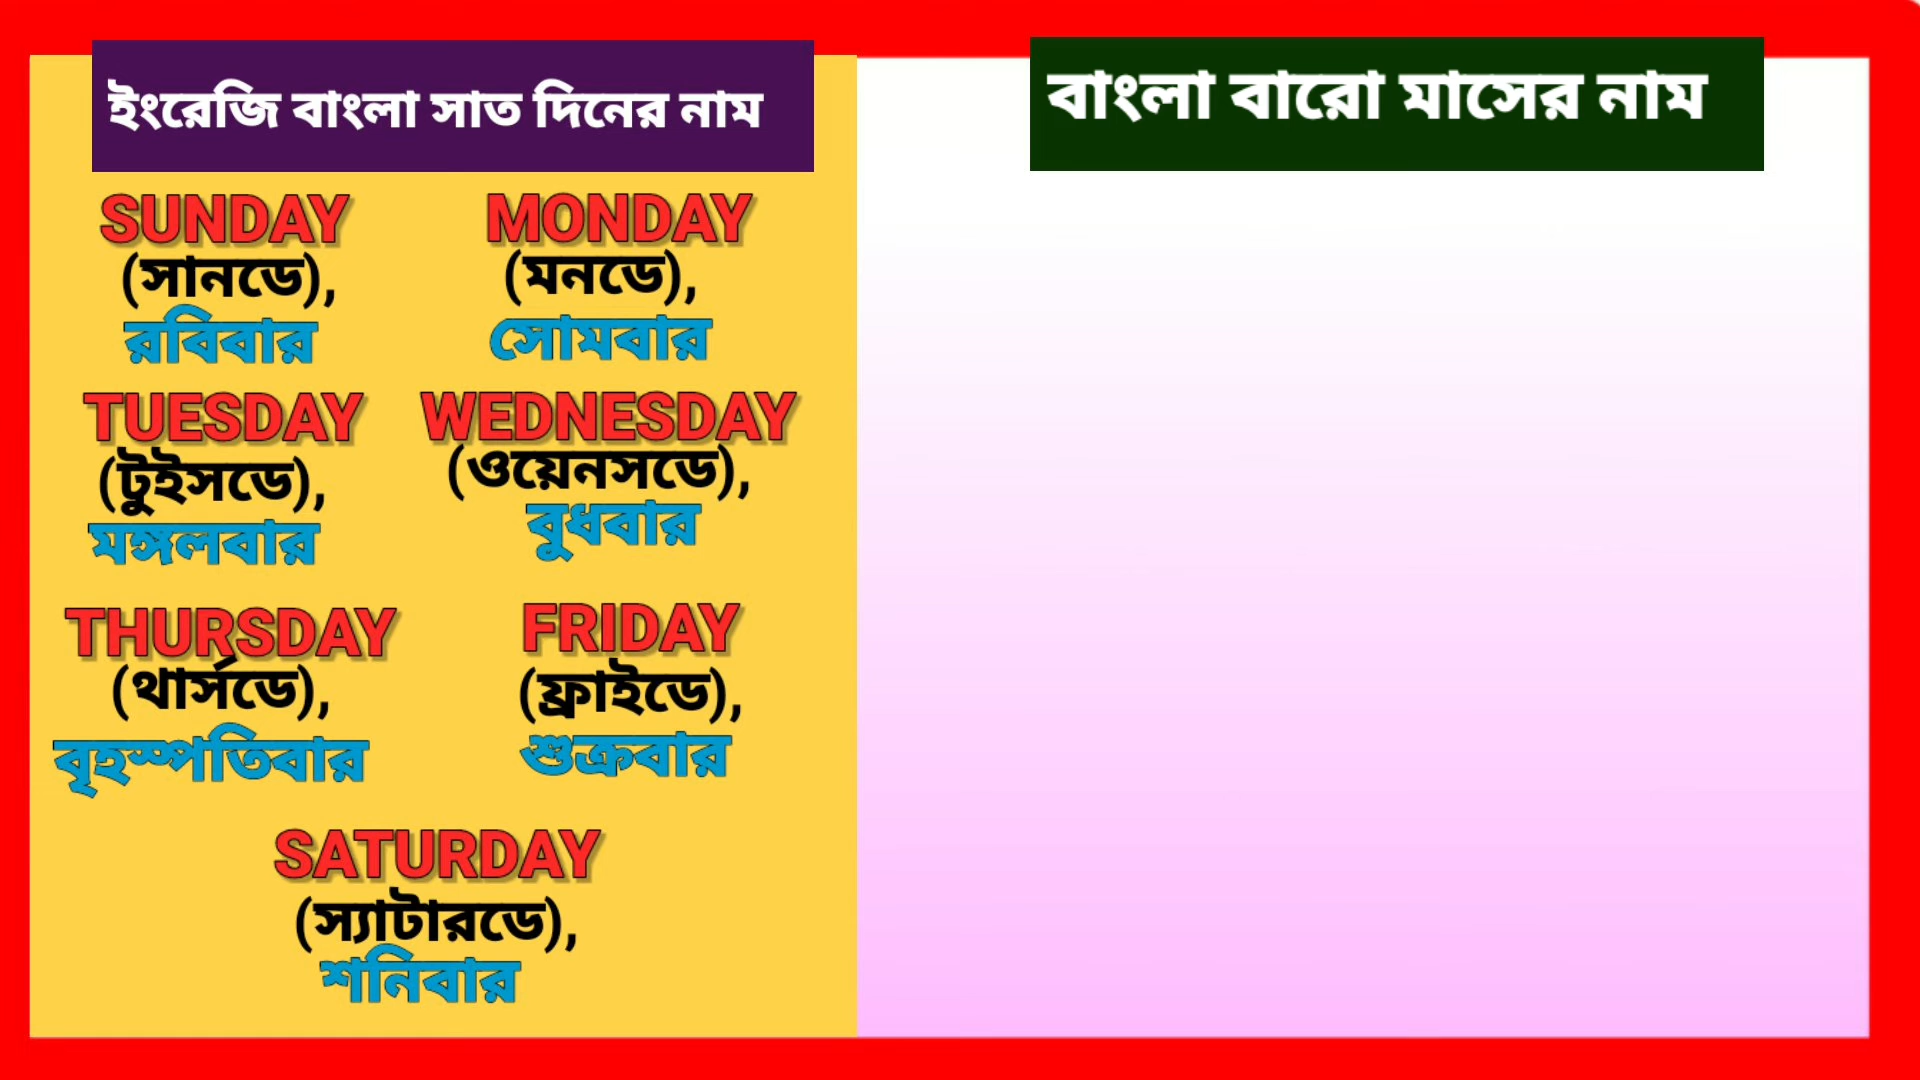 ইংরেজি বাংলা সাত দিনের নাম
SUNDAY
(সানডে),
রবিবার
MONDAY
(মনডে),
সোমবার
TUESDAY
(টুইসডে),
মঙ্গলবার
WEDNESDAY
(ওয়েনসডে),
বুধবার
THURSDAY
(থার্সডে),
বৃহস্পতিবার
FRIDAY
(ফ্রাইডে),
শুক্রবার
SATURDAY
(স্যাটারডে),
শনিবার
বাংলা বারো মাসের নাম